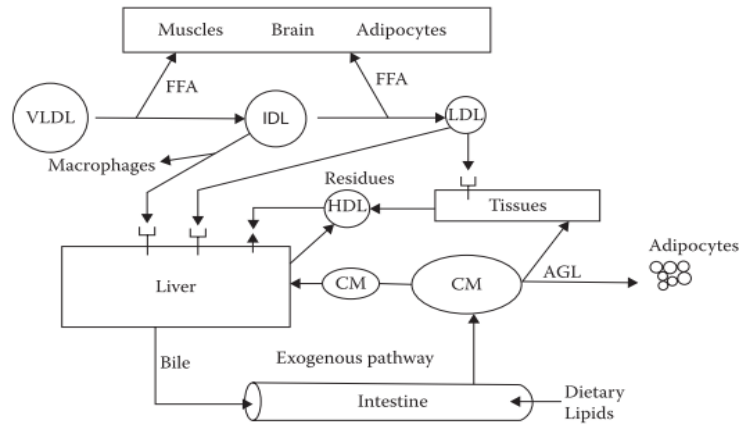 Muscles Brain Adipocytes
FFA
FFA
VLDL
IDL
LDL
Macrophages
Residues
HDL
Tissues
Adipocytes
Liver
CM
CM
AGL
Bile
Exogenous pathway
Intestine
Dietary
Lipids